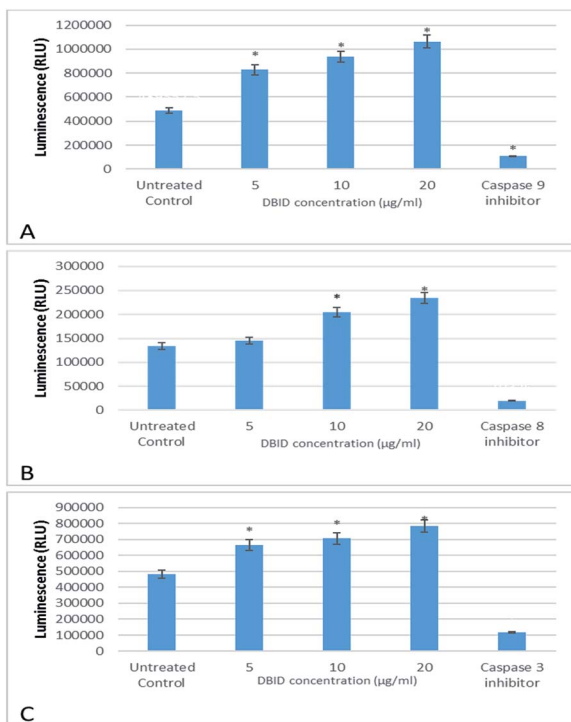 1200000
*
*
*
1000000
800000
600000
400000
200000
*
0
Luminescence (RLU)
Untreated Control
5
10
20
Caspase 9 inhibitor
DBID concentration (µg/ml)
A
300000
250000
*
*
200000
150000
100000
50000
0
Luminescence (RLU)
Untreated Control
5
10
20
Caspase 8 inhibitor
DBID concentration (µg/ml)
B
900000
800000
*
*
*
700000
600000
500000
400000
300000
200000
100000
0
Luminescence (RLU)
Untreated Control
5
10
20
Caspase 3 inhibitor
DBID concentration (µg/ml)
C